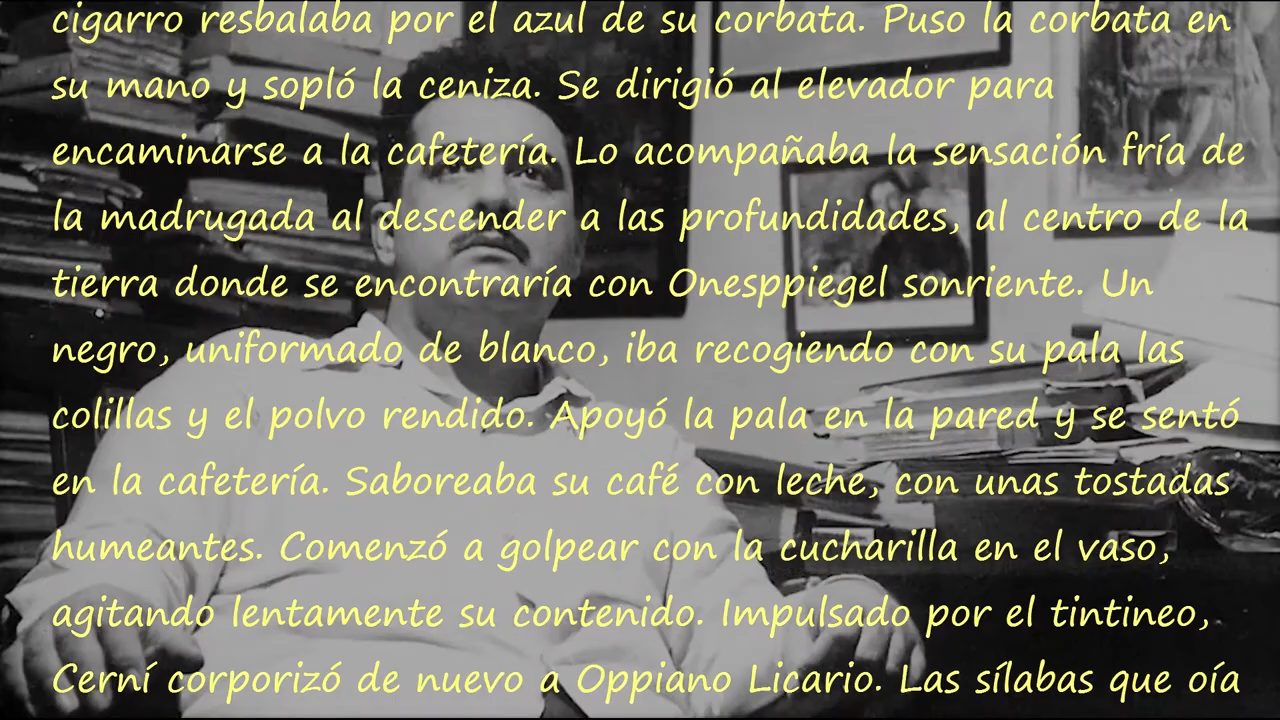 cigarro resbalaba por el azul de su corbata. Puso la corbata en
su mano y sopló la ceniza. Se dirigió al elevador para
encaminarse a la cafetería. Lo acompañaba la sensación fría de
la madrugada al descender a las profundidades, al centro de la
tierra donde se encontraría con Onesppiegel sonriente. Un
negro, uniformado de blanco, iba recogiendo con su pala las
colillas y el polvo rendido. Apoyó la pala en la pared y se sentó
en la cafetería. Saboreaba su café con leche, con unas tostadas
humeantes. Comenzó a golpear con la cucharilla en el vaso,
agitando lentamente su contenido. Impulsado por el tintineo,
Cerní corporizó de nuevo a Oppiano Licario. Las sílabas que oía